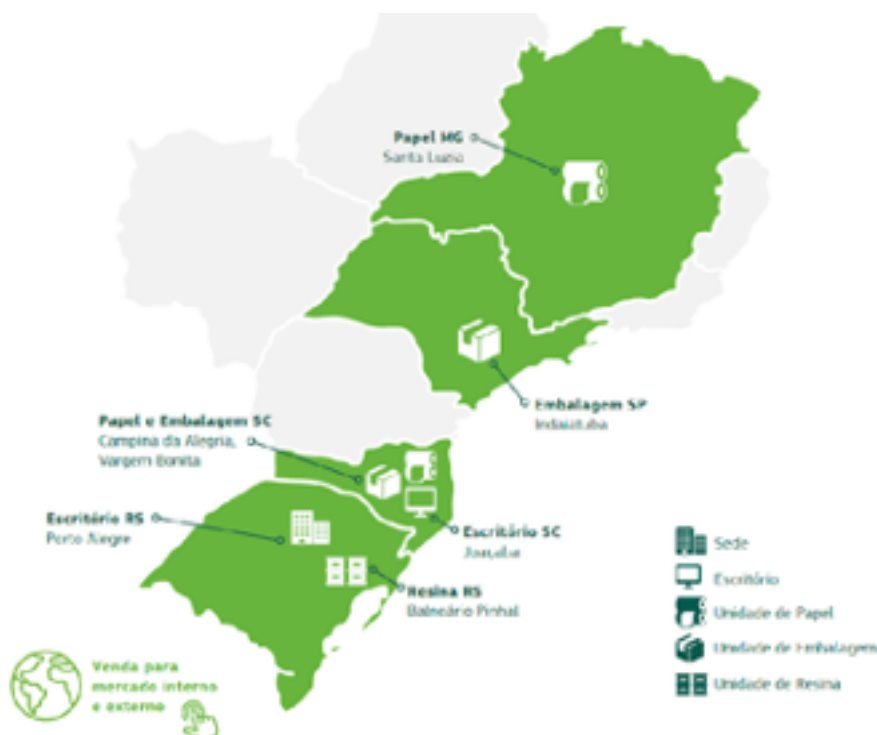 Papel MG
Santa Luzia
Embalagem SP
Indaiatuba
Papel e Embalagem SC
Campina da Alegria,
Vargem Bonita
Escritório RS
Porto Alegre
Escritório SC
Joaçaba
Resina RS
Balneário Pinhal
Sede
Escritório
Unidade de Papel
Unidade de Embalagem
Unidade de Resina
Venda para
mercado interno
e externo